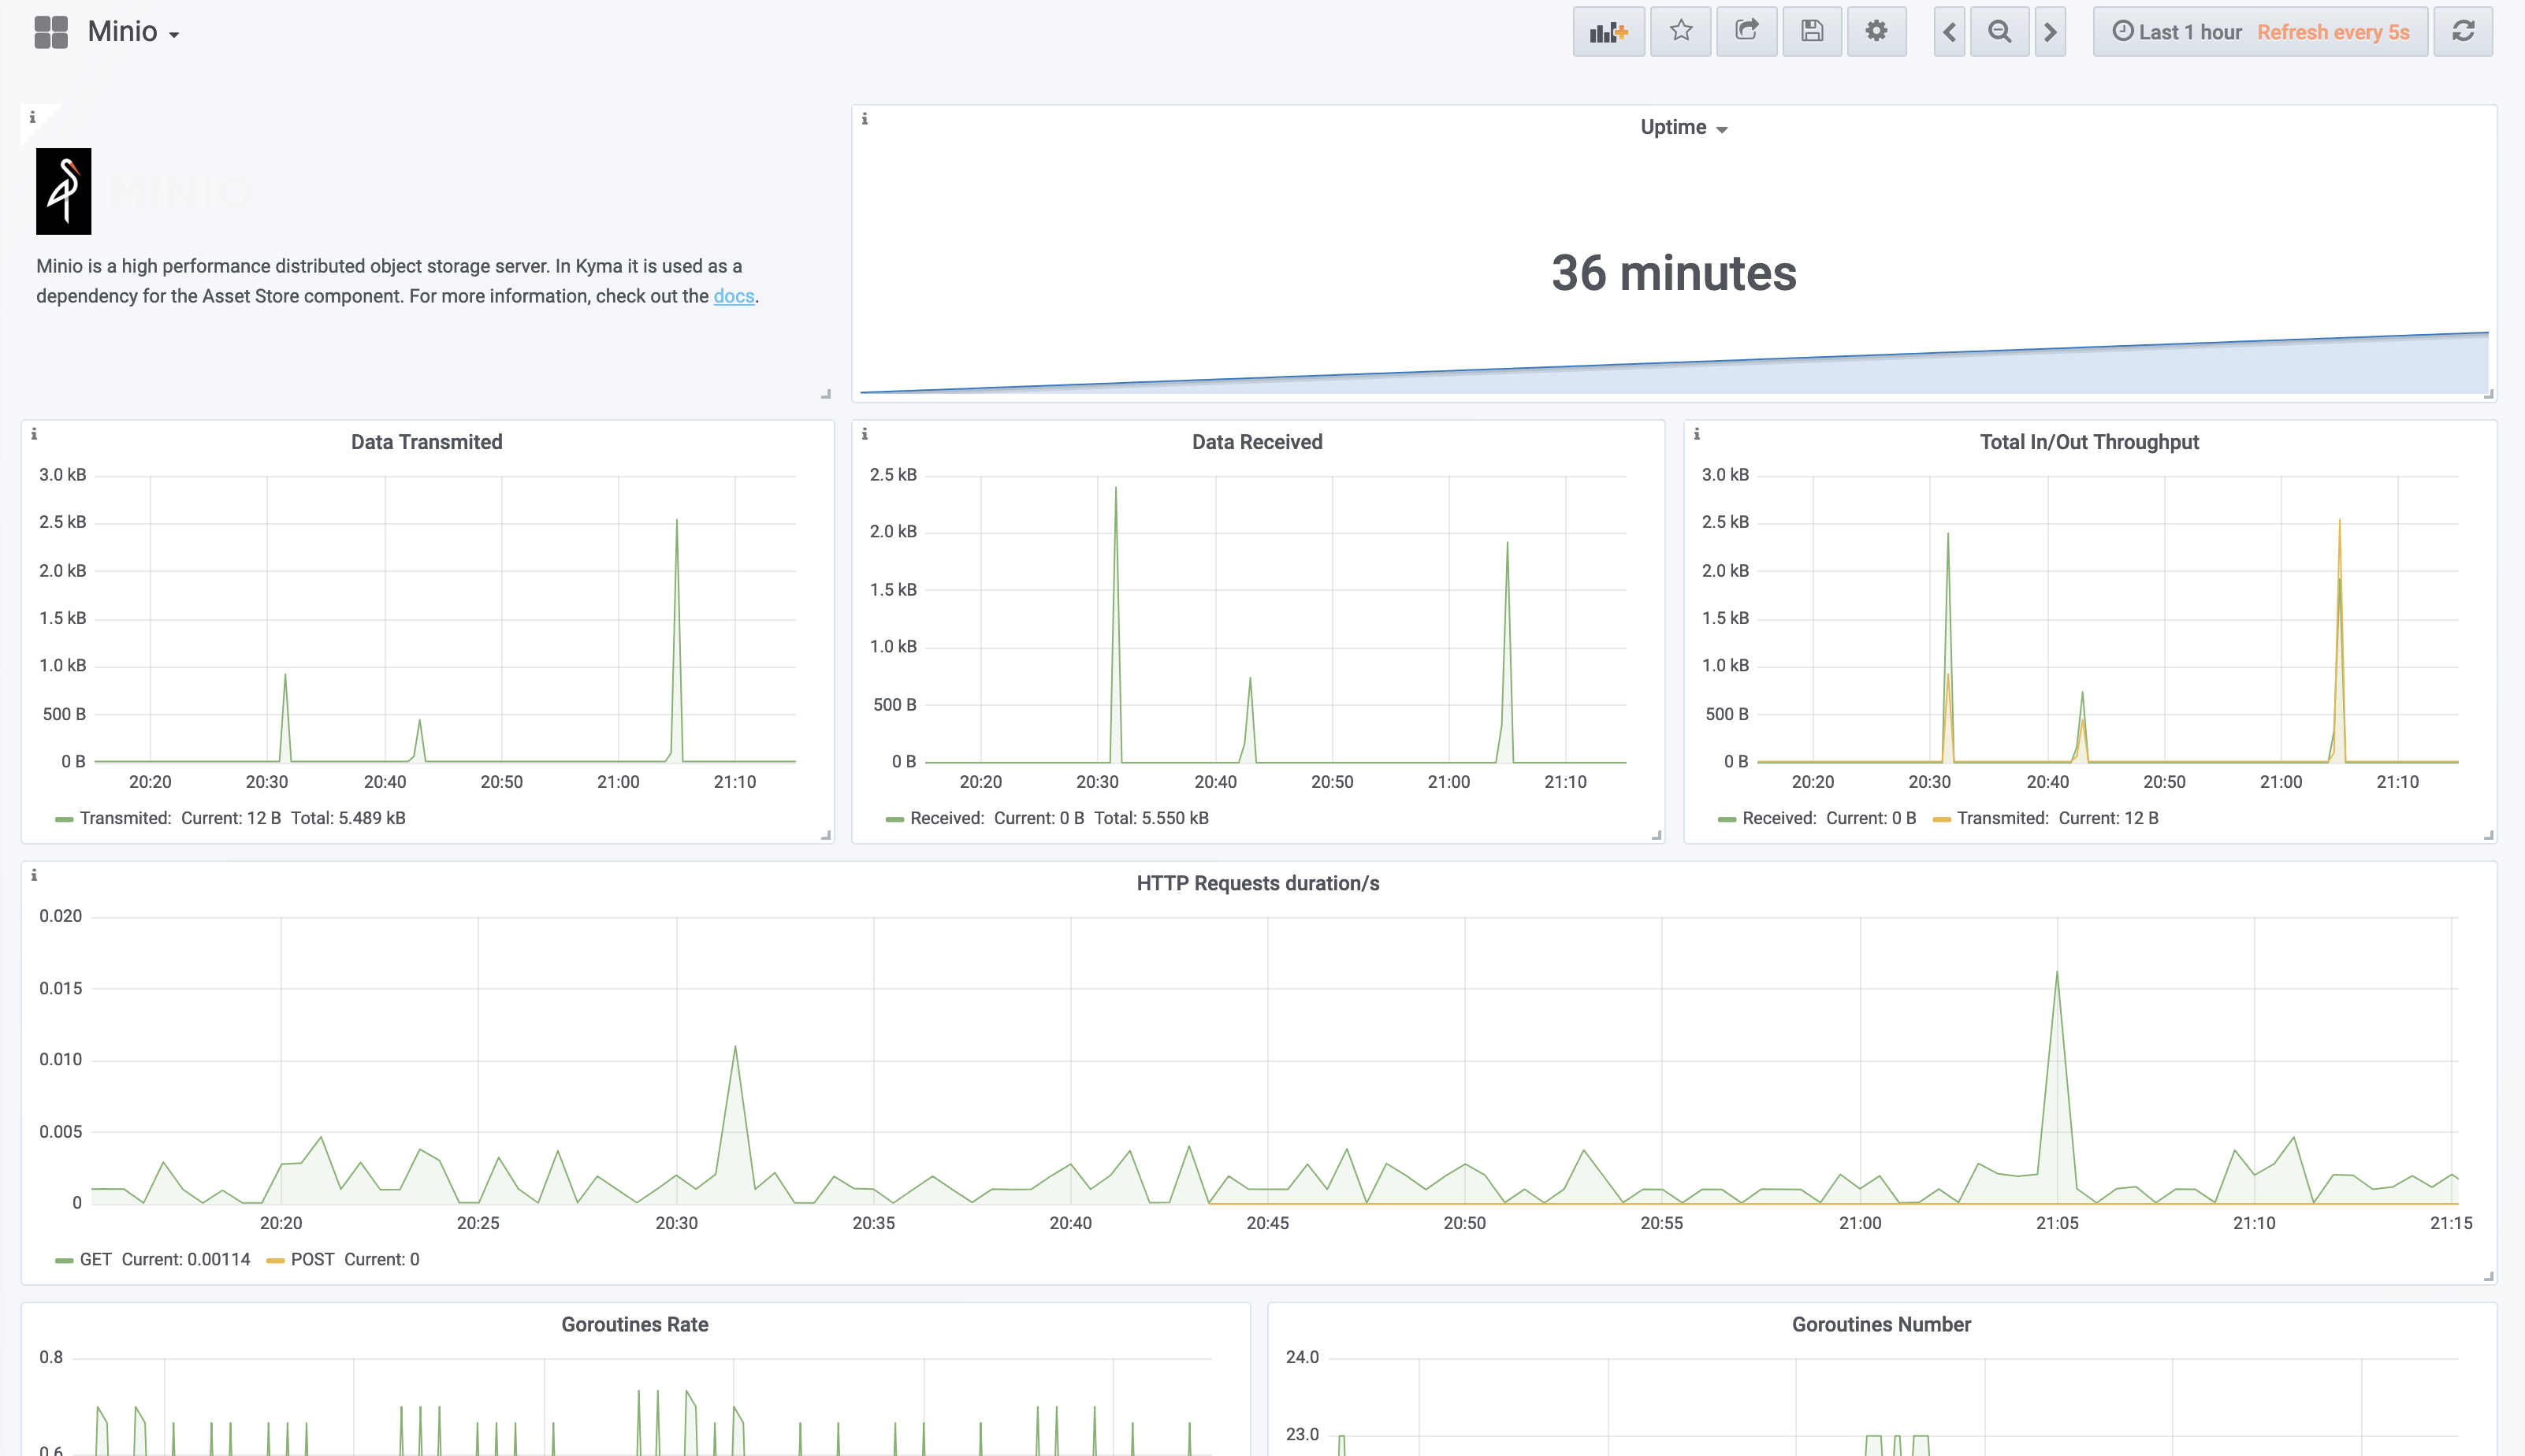 Minio
Last 1 hour Refresh every 5s
MINIO
Minio is a high performance distributed object storage server. In Kyma it is used as a
dependency for the Asset Store component. For more information, check out the docs.
Uptime
36 minutes
Data Transmited
3.0 kB
2.5 kB
2.0 kB
1.5 kB
1.0 kB
500 B
0 B
20:20 20:30 20:40 20:50 21:00 21:10
Transmited: Current: 12 B Total: 5.489 kB
Data Received
2.5 kB
2.0 kB
1.5 kB
1.0 kB
500 B
0 B
20:20 20:30 20:40 20:50 21:00 21:10
Received: Current: 0 B Total: 5.550 kB
Total In/Out Throughput
3.0 kB
2.5 kB
2.0 kB
1.5 kB
1.0 kB
500 B
0 B
20:20 20:30 20:40 20:50 21:00 21:10
Received: Current: 0 B Transmited: Current: 12 B
HTTP Requests duration/s
0.020
0.015
0.010
0.005
0
20:20 20:25 20:30 20:35 20:40 20:45 20:50 20:55 21:00 21:05 21:10 21:15
GET Current: 0.00114 POST Current: 0
Goroutines Rate
0.8
0.6
Goroutines Number
24.0
23.0